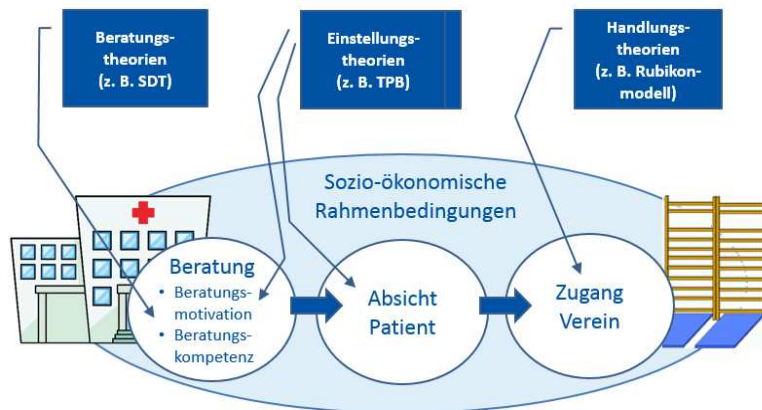 Beratungs-
theorien
(z. B. SDT)
Einstellungs-
theorien
(z. B. TPB)
Handlungs-
theorien
(z. B. Rubikon-
modell)
Sozio-ökonomische
Rahmenbedingungen
Beratung
• Beratungs-
motivation
• Beratungs-
kompetenz
Absicht
Patient
Zugang
Verein